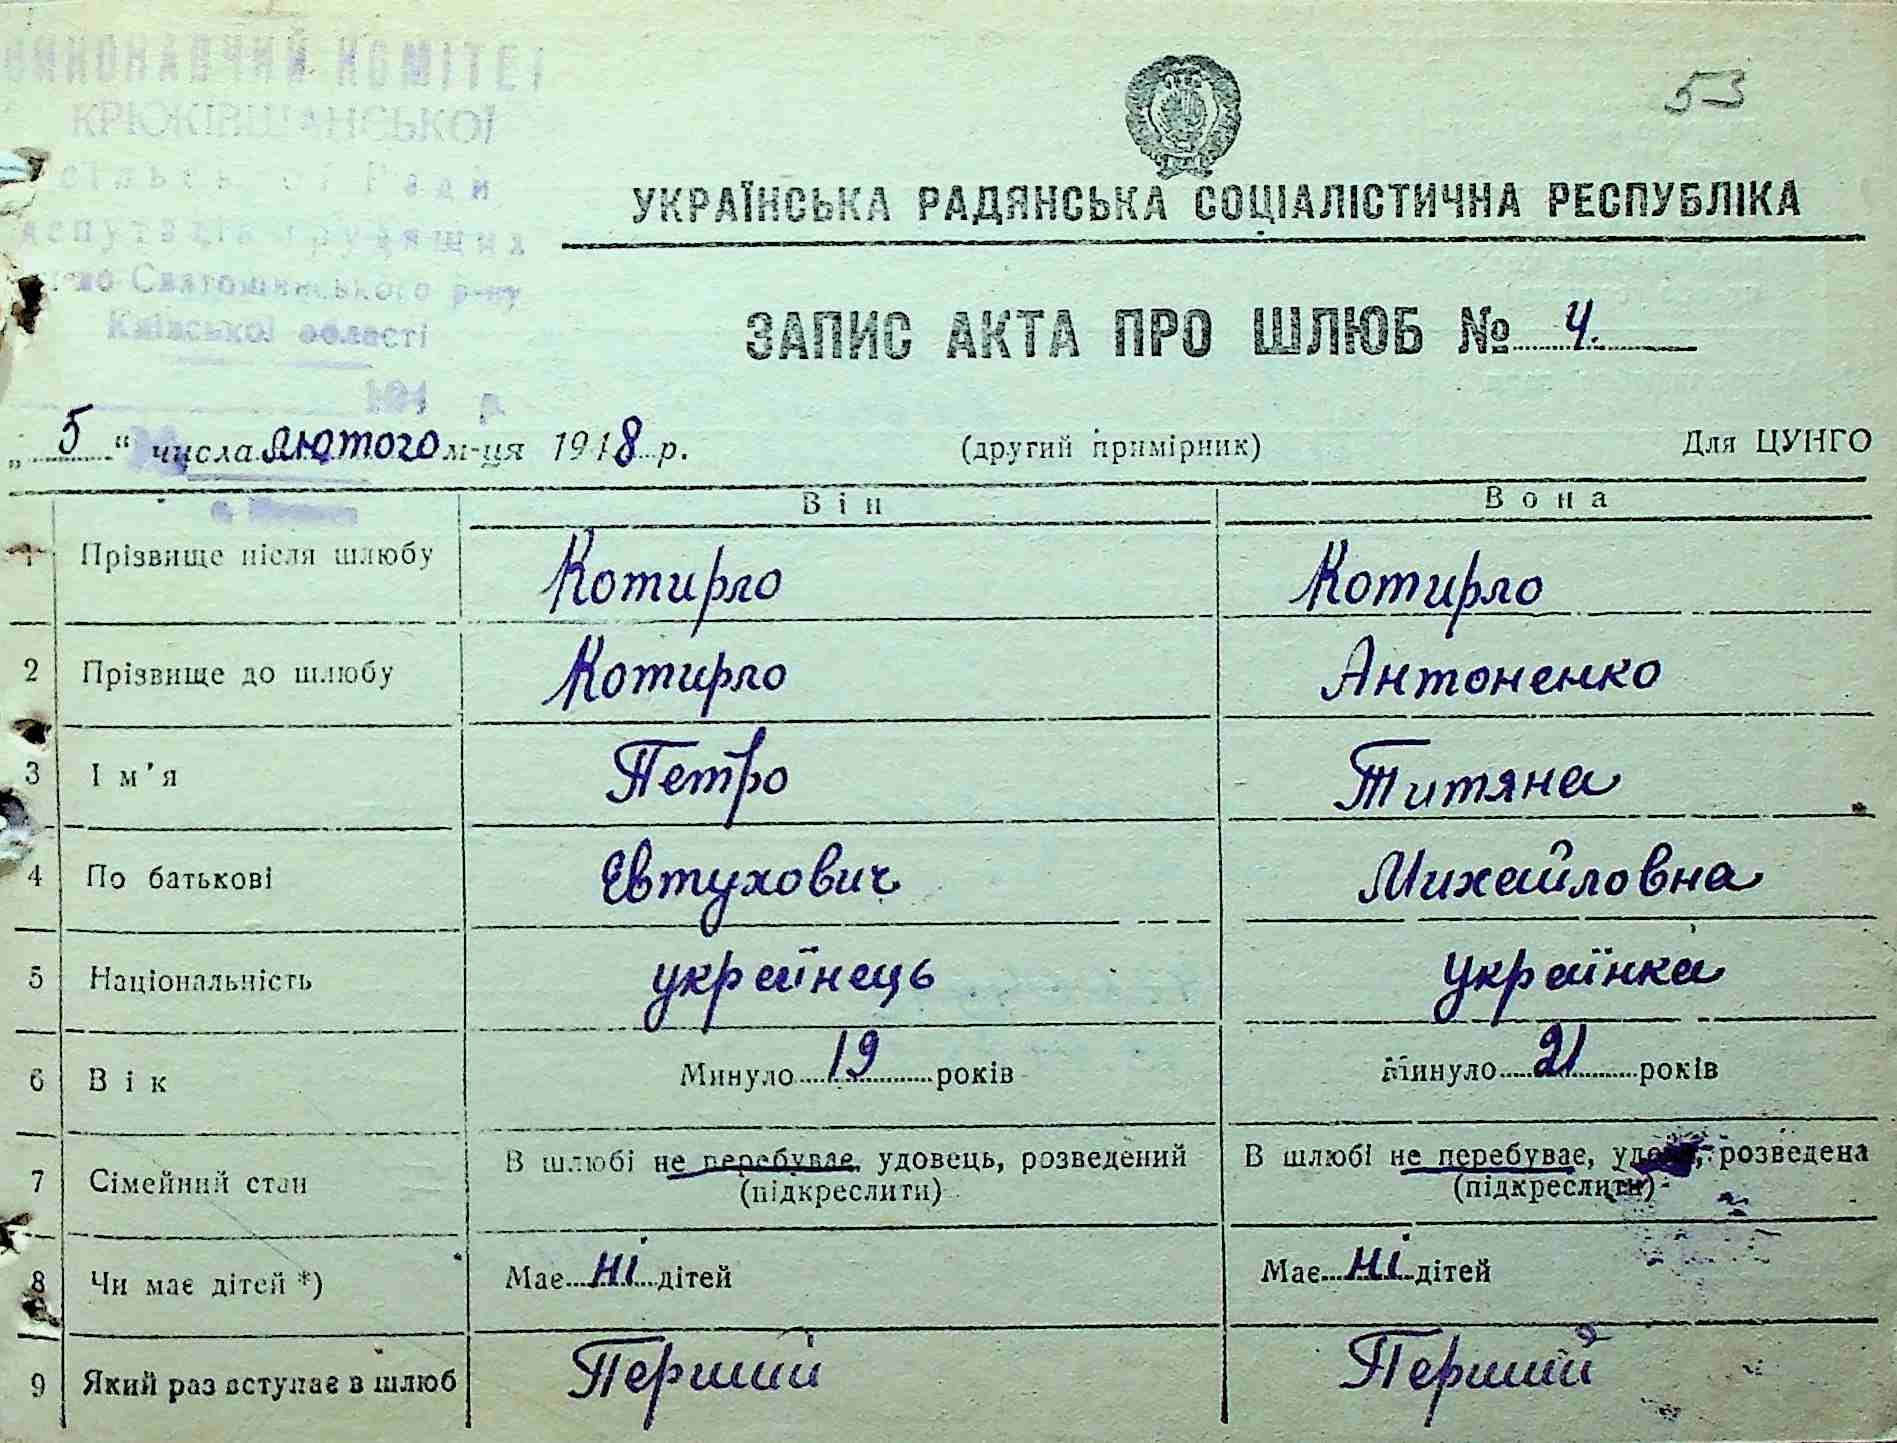 ВИКОНАВЧИЙ КОМІТЕТ
КРЮКІВЩАНСЬКОЇ
сільської Ради
депутатів трудящих
Києво Святошинського р-ну
Київської області
194 р.
53
УКРАЇНСЬКА РАДЯНСЬКА СОЦІАЛІСТИЧНА РЕСПУБЛІКА
ЗАПИС АКТА ПРО ШЛЮБ № 4.
„5“ числа лютого м-ця 1948 р. (другий примірник) Для ЦУНГО
Він Вона
1 Прізвище після шлюбу Котирло Котирло
2 Прізвище до шлюбу Котирло Антоненко
3 Ім'я Петро Титяна
4 По батькові Евтухович Михайловна
5 Національність українець українка
6 Вік Минуло 19 років Минуло 21 років
7 Сімейний стан В шлюбі не перебуває, удовець, розведений В шлюбі не перебуває, удова, розведена
(підкреслити) (підкреслити)
8 Чи має дітей *) Має ні дітей Має ні дітей
9 Який раз вступає в шлюб Перший Перший